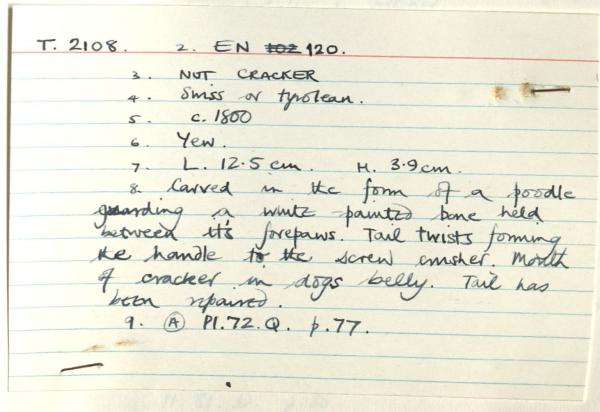 T. 2108. 2. EN 102 120.
3. NUT CRACKER
4. Swiss or tyrolean.
5. c. 1800
6. Yew.
7. L. 12.5 cm. H. 3.9 cm.
8. Carved in the form of a poodle
guarding a white painted bone held
between it's forepaws. Tail twists forming
the handle to the screw crusher. Mouth
of cracker in dogs belly. Tail has
been repaired.
9. A Pl. 72. Q. p. 77.